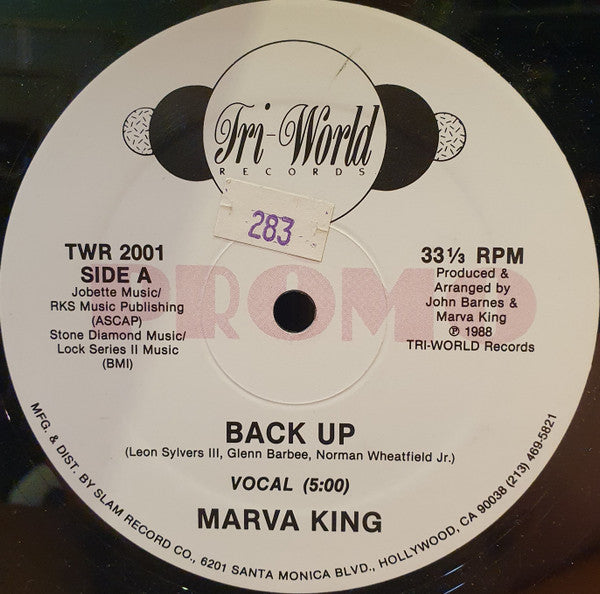 Tri-World
RECORDS
283
PROMO
TWR 2001
SIDE A
Jobette Music/
RKS Music Publishing
(ASCAP)
Stone Diamond Music/
Lock Series II Music
(BMI)
33 1/3 RPM
Produced &
Arranged by
John Barnes &
Marva King
℗ 1988
TRI-WORLD Records
BACK UP
(Leon Sylvers III, Glenn Barbee, Norman Wheatfield Jr.)
VOCAL (5:00)
MARVA KING
MFG. & DIST. BY SLAM RECORD CO., 6201 SANTA MONICA BLVD., HOLLYWOOD, CA 90038 (213) 469-5821